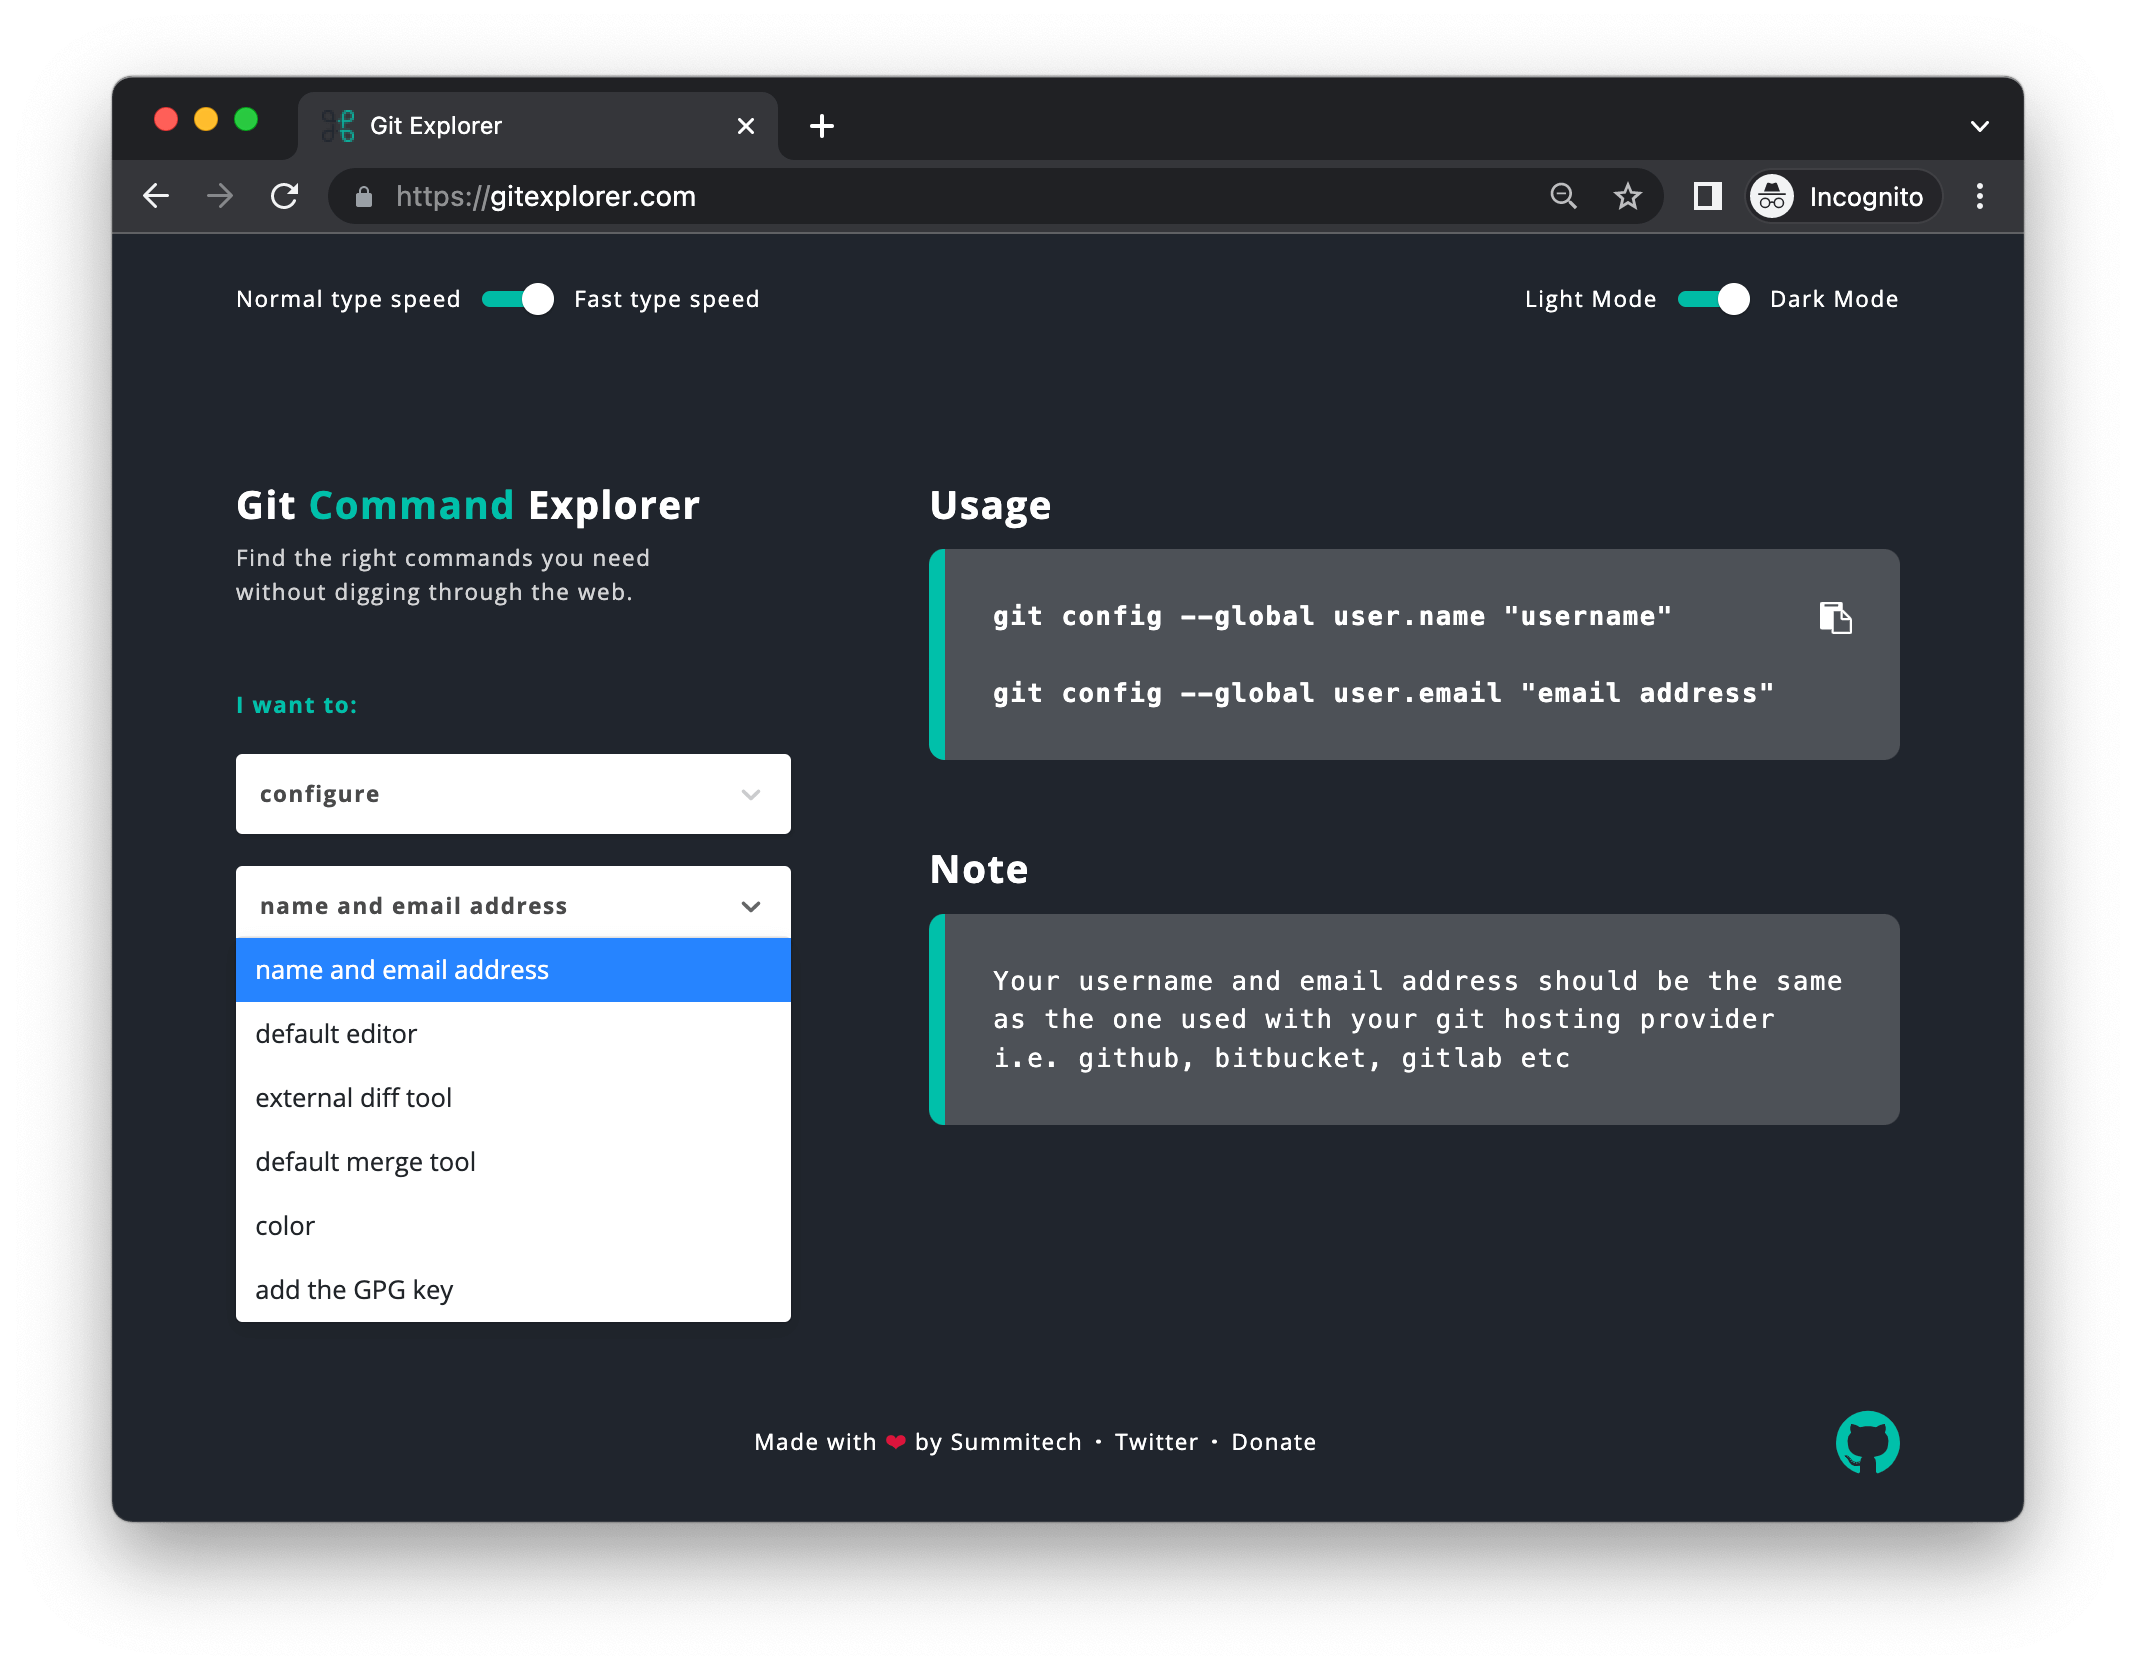 Git Explorer
https://gitexplorer.com
Incognito
Normal type speed
Fast type speed
Light Mode
Dark Mode
Git Command Explorer
Find the right commands you need
without digging through the web.
I want to:
configure
name and email address
name and email address
default editor
external diff tool
default merge tool
color
add the GPG key
Usage
git config --global user.name "username"
git config --global user.email "email address"
Note
Your username and email address should be the same
as the one used with your git hosting provider
i.e. github, bitbucket, gitlab etc
Made with ❤ by Summitech • Twitter • Donate